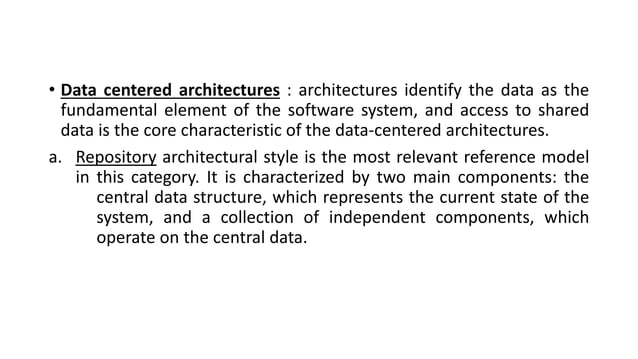 • Data centered architectures : architectures identify the data as the
fundamental element of the software system, and access to shared
data is the core characteristic of the data-centered architectures.
a. Repository architectural style is the most relevant reference model
in this category. It is characterized by two main components: the
central data structure, which represents the current state of the
system, and a collection of independent components, which
operate on the central data.